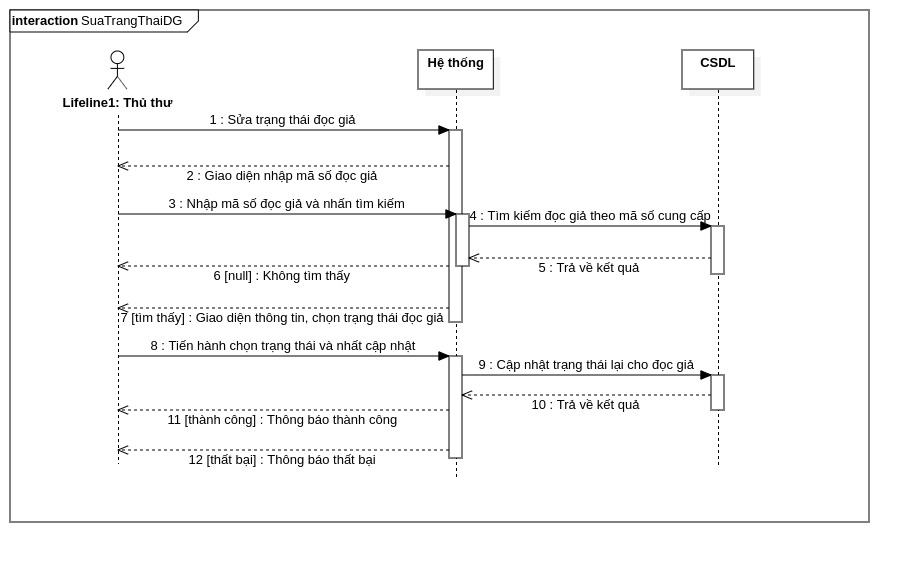 interaction SuaTrangThaiDG
Hệ thống
CSDL
Lifeline1: Thủ thư
1 : Sửa trạng thái đọc giả
2 : Giao diện nhập mã số đọc giả
3 : Nhập mã số đọc giả và nhấn tìm kiếm
4 : Tìm kiếm đọc giả theo mã số cung cấp
5 : Trả về kết quả
6 [null] : Không tìm thấy
7 [tìm thấy] : Giao diện thông tin, chọn trạng thái đọc giả
8 : Tiến hành chọn trạng thái và nhất cập nhật
9 : Cập nhật trạng thái lại cho đọc giả
10 : Trả về kết quả
11 [thành công] : Thông báo thành công
12 [thất bại] : Thông báo thất bại